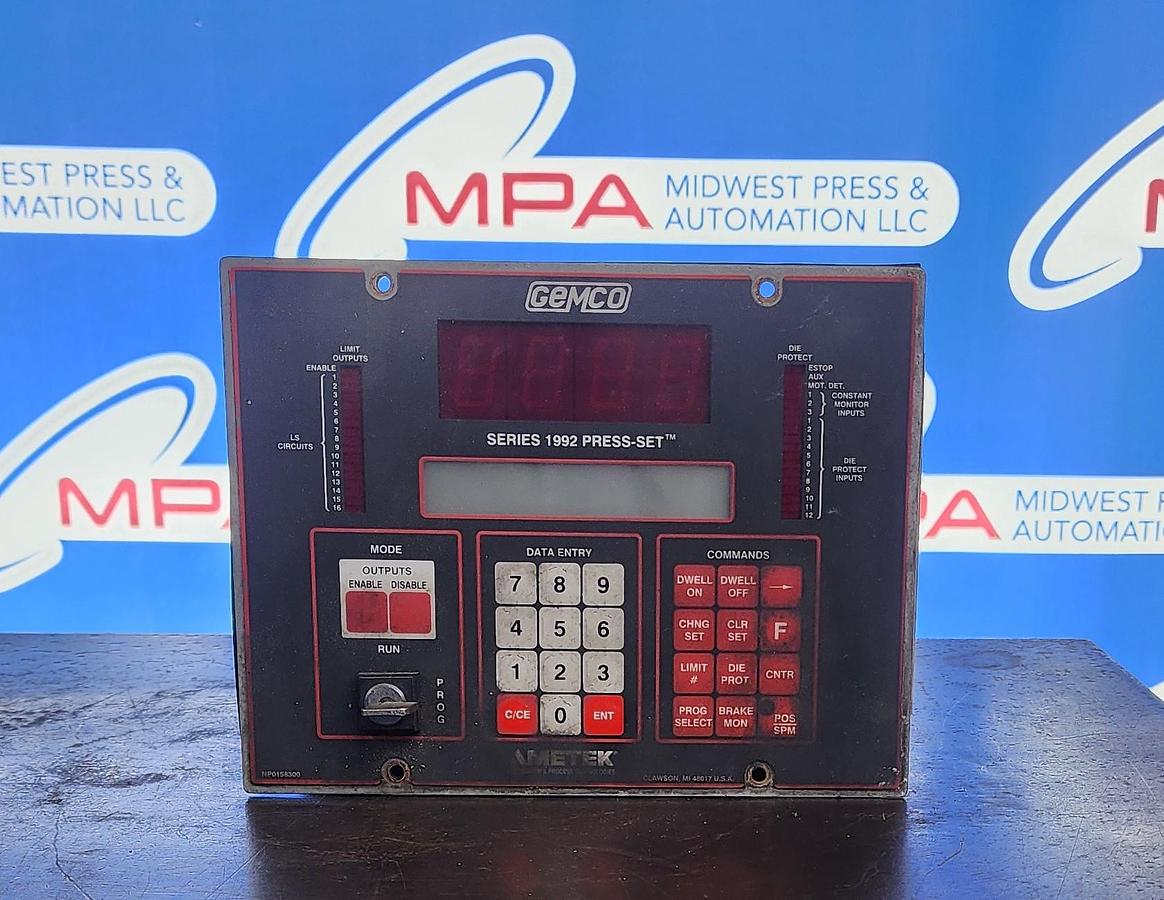 EST PRESS &
MATION LLC
MPA MIDWEST PRESS &
AUTOMATION LLC
GEMCO
LIMIT
OUTPUTS
ENABLE
1
2
3
4
5
6
7
8
9
10
11
12
13
14
15
16
LS
CIRCUITS
DIE
PROTECT
ESTOP
AUX
MOT. DET.
1
2
3
CONSTANT
MONITOR
INPUTS
1
2
3
4
5
6
7
8
9
10
11
12
DIE
PROTECT
INPUTS
SERIES 1992 PRESS-SET™
MPA
PA MIDWEST
AUTOMATIO
MODE
OUTPUTS
ENABLE DISABLE
RUN
PROG
DATA ENTRY
7 8 9
4 5 6
1 2 3
C/CE 0 ENT
COMMANDS
DWELL ON
DWELL OFF
→
CHNG SET
CLR SET
F
LIMIT #
DIE PROT.
CNTR
PROG SELECT
BRAKE MON
POS SPM
AMETEK
& PROCESS TECHNOLOGIES
NP0158300
CLAWSON, MI 48017 U.S.A.